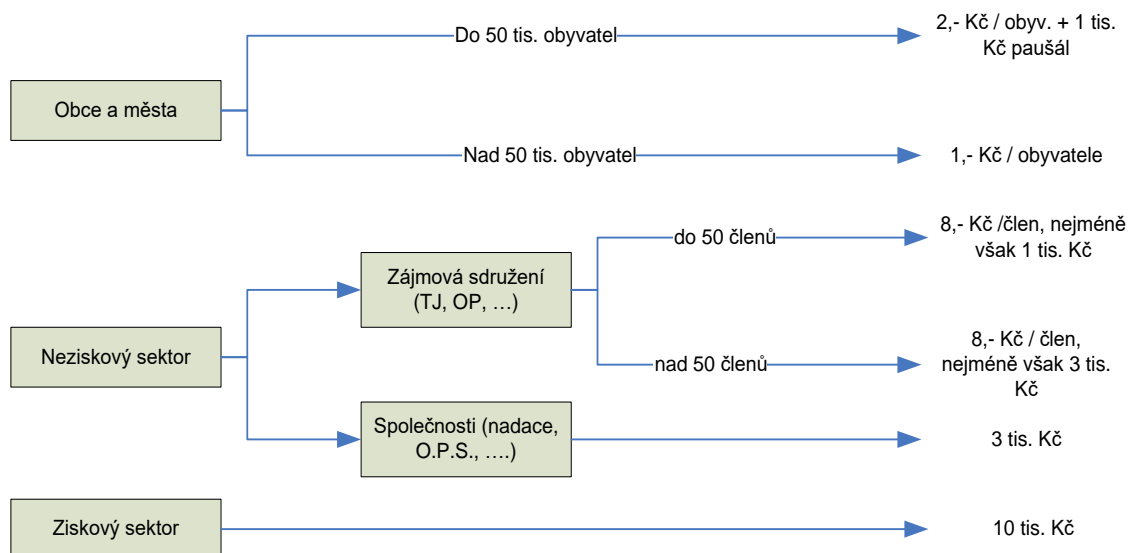 Do 50 tis. obyvatel
2,- Kč / obyv. + 1 tis.
Kč paušál
Obce a města
Nad 50 tis. obyvatel
1,- Kč / obyvatele
do 50 členů
8,- Kč /člen, nejméně
však 1 tis. Kč
Zájmová sdružení
(TJ, OP, …)
Neziskový sektor
nad 50 členů
8,- Kč / člen,
nejméně však 3 tis.
Kč
Společnosti (nadace,
O.P.S., ….)
3 tis. Kč
Ziskový sektor
10 tis. Kč